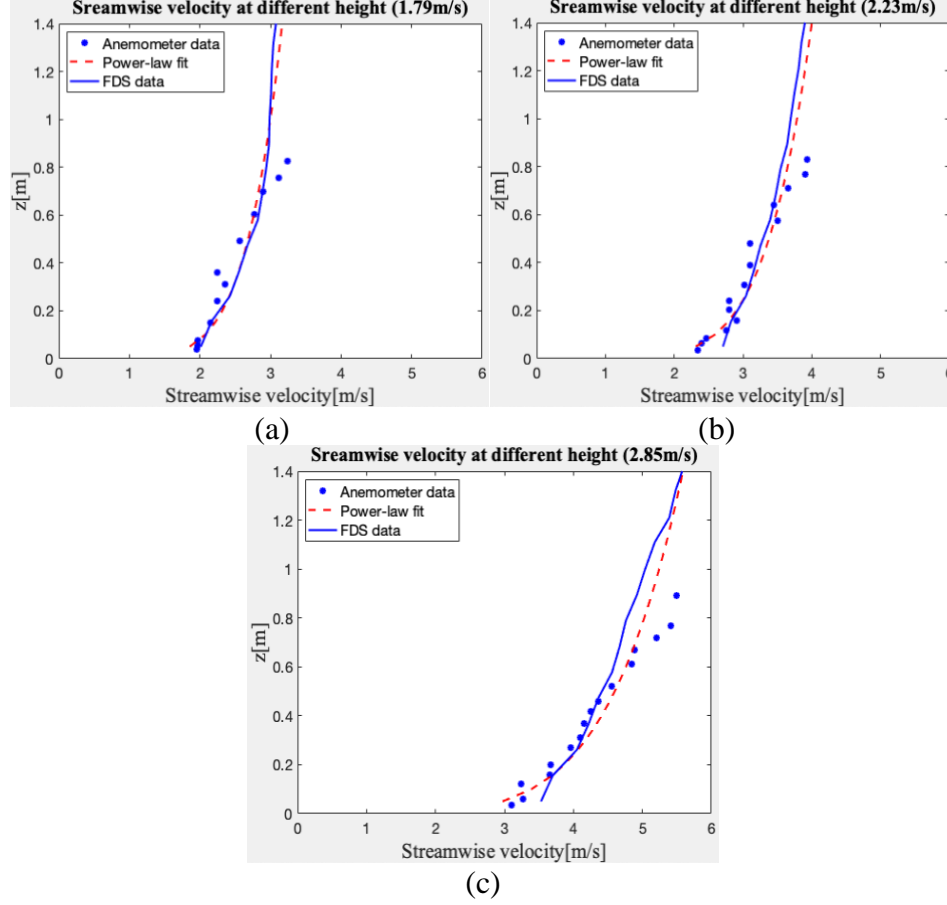 Streamwise velocity at different height (1.79m/s)
Anemometer data
Power-law fit
FDS data
1.4
1.2
1
0.8
0.6
0.4
0.2
0
z[m]
0 1 2 3 4 5 6
Streamwise velocity[m/s]
(a)
Sreamwise velocity at different height (2.23m/s)
Anemometer data
Power-law fit
FDS data
1.4
1.2
1
0.8
0.6
0.4
0.2
0
z[m]
0 1 2 3 4 5 6
Streamwise velocity[m/s]
(b)
Sreamwise velocity at different height (2.85m/s)
Anemometer data
Power-law fit
FDS data
1.4
1.2
1
0.8
0.6
0.4
0.2
0
z[m]
0 1 2 3 4 5 6
Streamwise velocity[m/s]
(c)